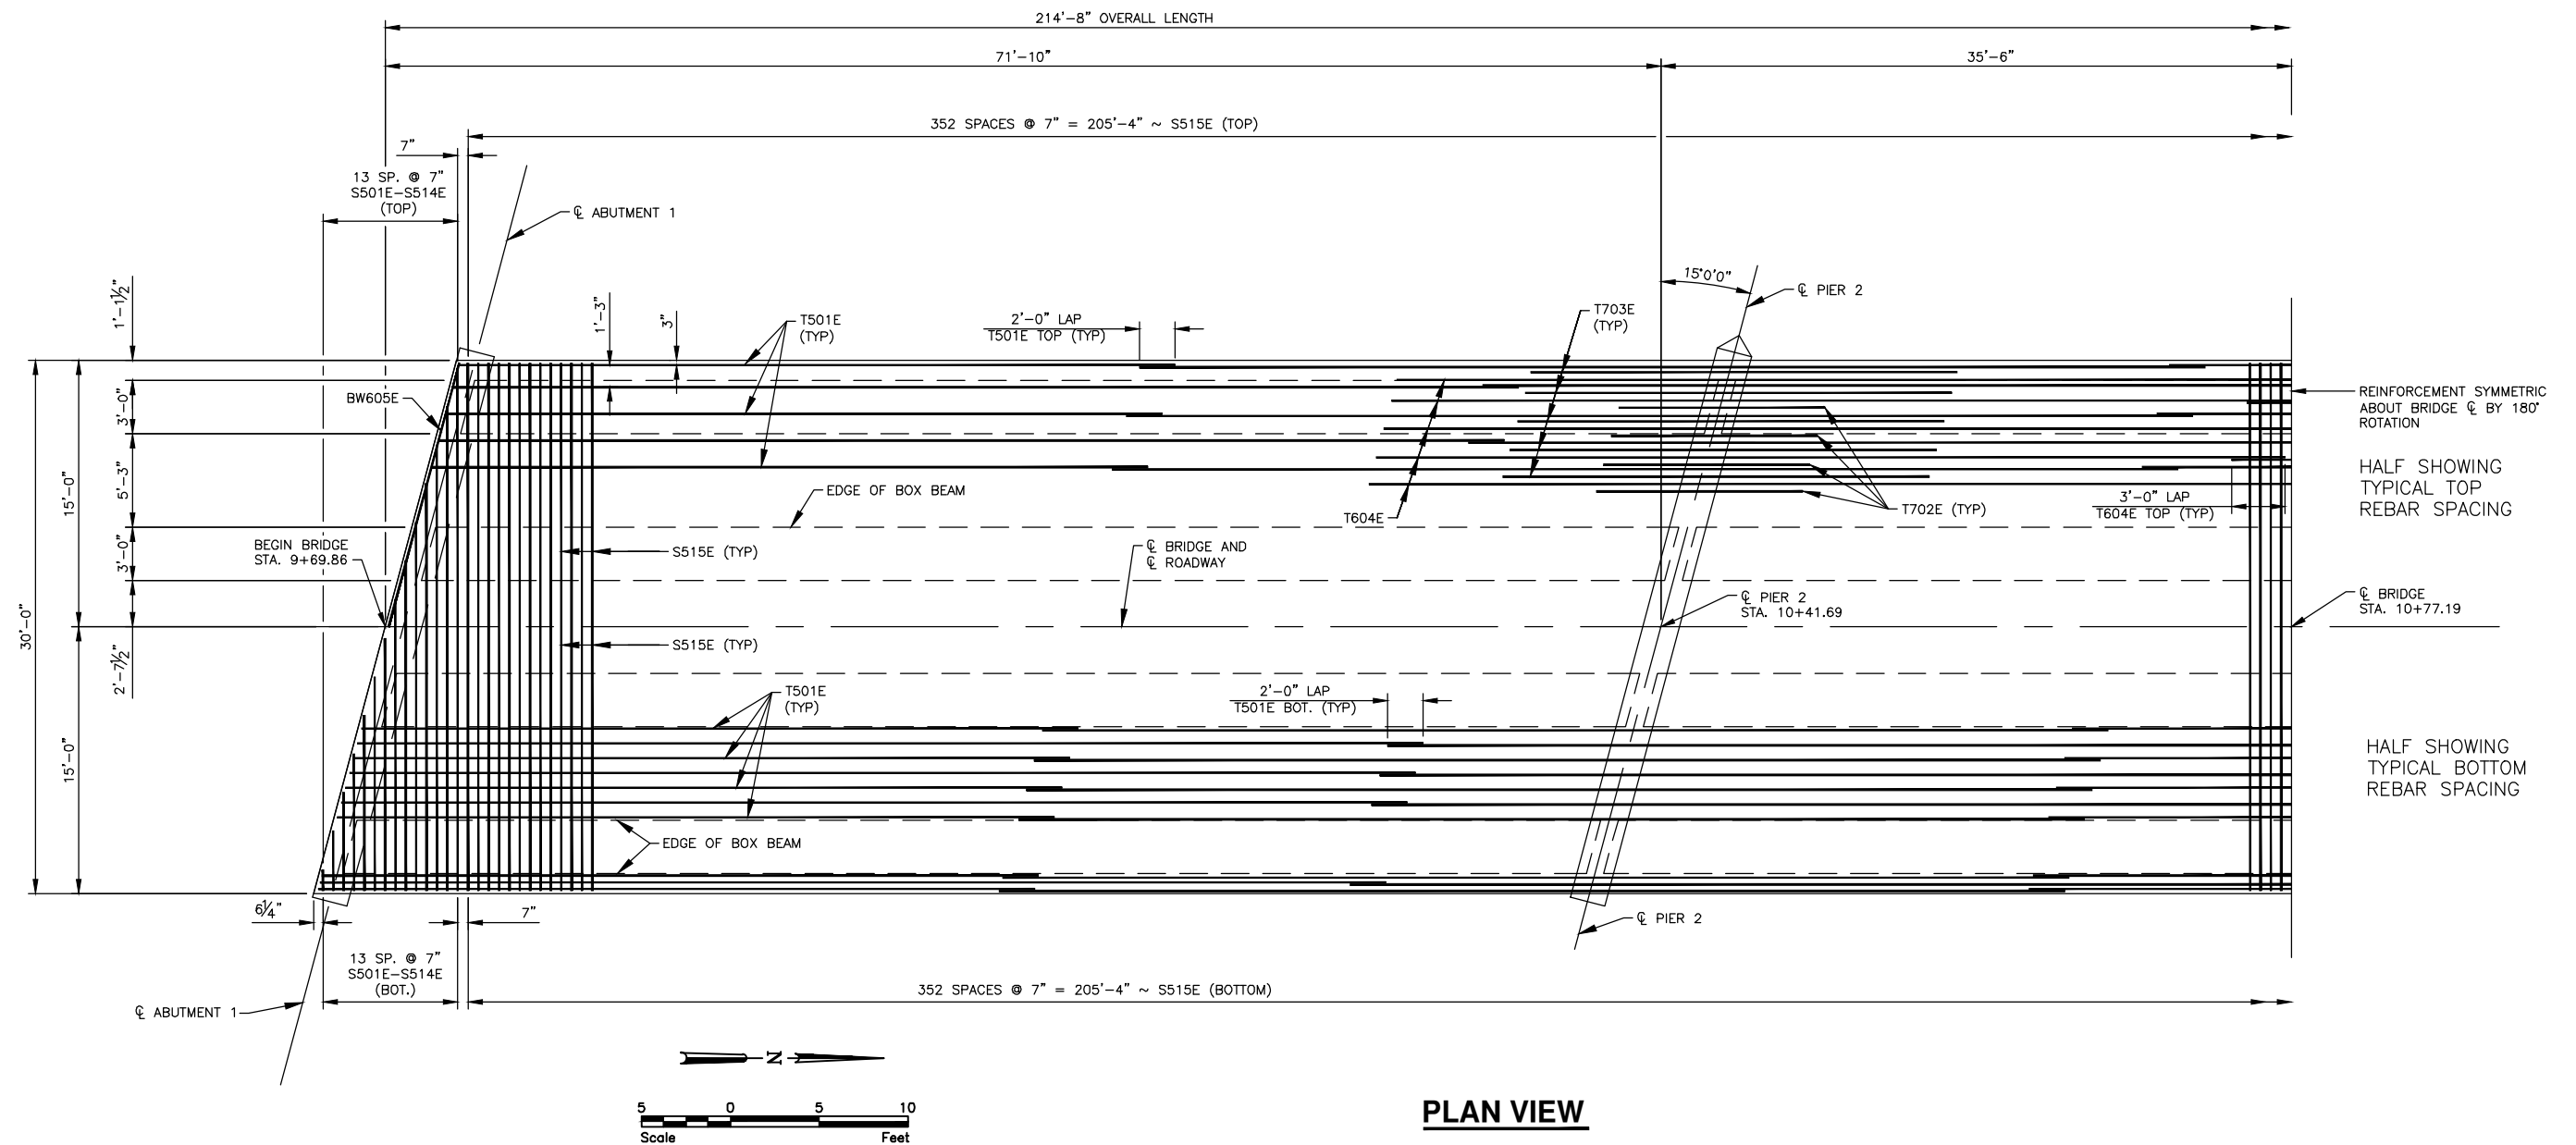 214'-8" OVERALL LENGTH
71'-10"
35'-6"
352 SPACES @ 7" = 205'-4" ~ S515E (TOP)
7"
13 SP. @ 7"
S501E-S514E
(TOP)
℄ ABUTMENT 1
15°0'0"
℄ PIER 2
1'-1½"
1'-3"
3"
T501E
(TYP)
2'-0" LAP
T501E TOP (TYP)
T703E
(TYP)
BW605E
3'-0"
REINFORCEMENT SYMMETRIC
ABOUT BRIDGE ℄ BY 180°
ROTATION
HALF SHOWING
TYPICAL TOP
REBAR SPACING
15'-0"
5'-3"
EDGE OF BOX BEAM
T604E
T702E (TYP)
3'-0" LAP
T604E TOP (TYP)
BEGIN BRIDGE
STA. 9+69.86
3'-0"
S515E (TYP)
℄ BRIDGE AND
℄ ROADWAY
℄ PIER 2
STA. 10+41.69
℄ BRIDGE
STA. 10+77.19
30'-0"
2'-7½"
S515E (TYP)
T501E
(TYP)
2'-0" LAP
T501E BOT. (TYP)
15'-0"
HALF SHOWING
TYPICAL BOTTOM
REBAR SPACING
EDGE OF BOX BEAM
6¼"
7"
℄ PIER 2
13 SP. @ 7"
S501E-S514E
(BOT.)
352 SPACES @ 7" = 205'-4" ~ S515E (BOTTOM)
℄ ABUTMENT 1
N
5 0 5 10
Scale Feet
PLAN VIEW